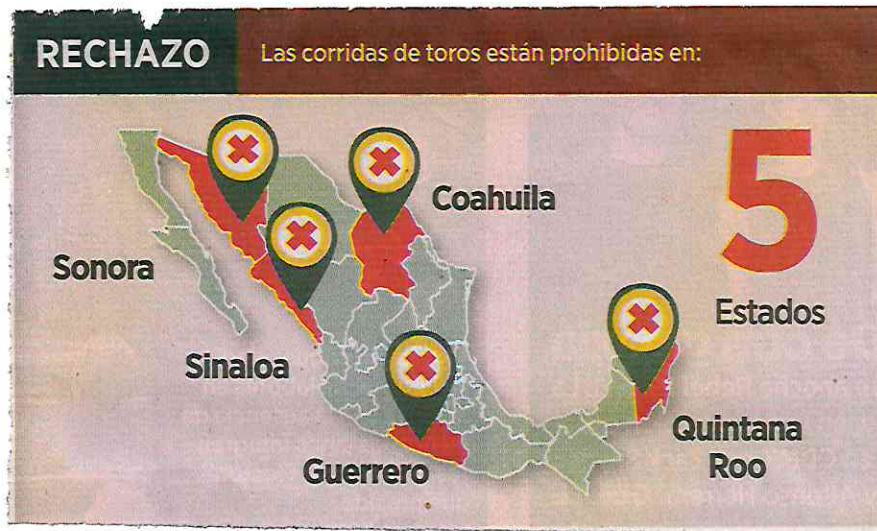 RECHAZO
Las corridas de toros están prohibidas en:
5
Estados
Coahuila
Sonora
Sinaloa
Guerrero
Quintana
Roo